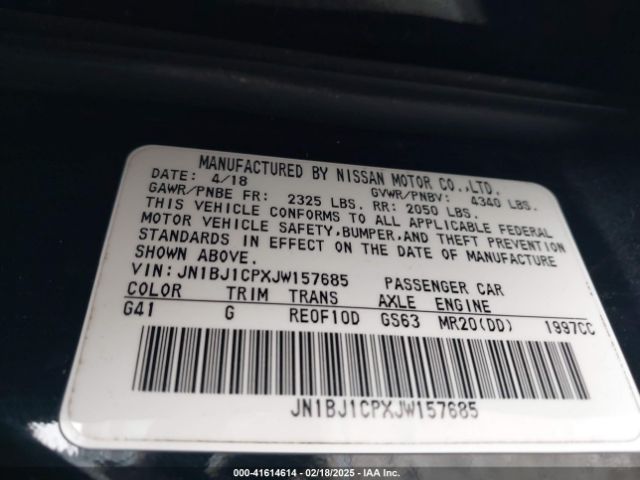 MANUFACTURED BY NISSAN MOTOR CO.,LTD.
DATE: 4/18 GVWR/PNBV: 4340 LBS.
GAWR/PNBE FR: 2325 LBS. RR: 2050 LBS.
THIS VEHICLE CONFORMS TO ALL APPLICABLE FEDERAL
MOTOR VEHICLE SAFETY,BUMPER,AND THEFT PREVENTION
STANDARDS IN EFFECT ON THE DATE OF MANUFACTURE
SHOWN ABOVE.
VIN: JN1BJ1CPXJW157685 PASSENGER CAR
COLOR TRIM TRANS AXLE ENGINE
G41 G RE0F10D GS63 MR20(DD) 1997CC
JN1BJ1CPXJW157685
000-41614614 - 02/18/2025 - IAA Inc.